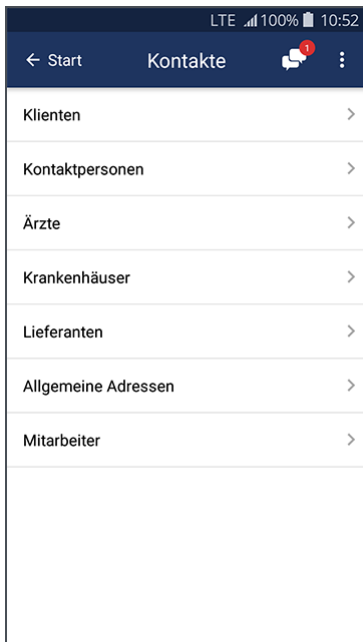 LTE 100% 10:52
← Start Kontakte 1
Klienten
Kontaktpersonen
Ärzte
Krankenhäuser
Lieferanten
Allgemeine Adressen
Mitarbeiter